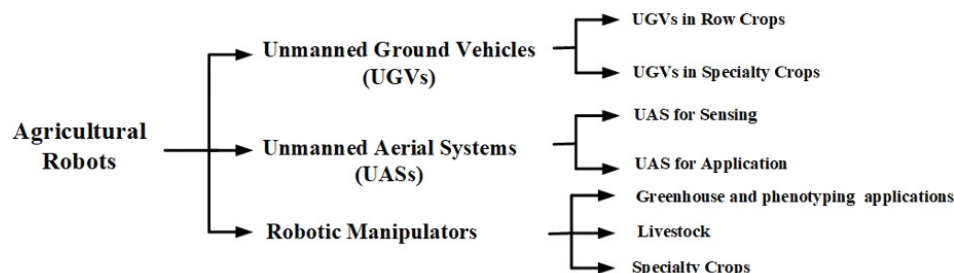 Agricultural
Robots
Unmanned Ground Vehicles
(UGVs)
UGVs in Row Crops
UGVs in Specialty Crops
Unmanned Aerial Systems
(UASs)
UAS for Sensing
UAS for Application
Robotic Manipulators
Greenhouse and phenotyping applications
Livestock
Specialty Crops